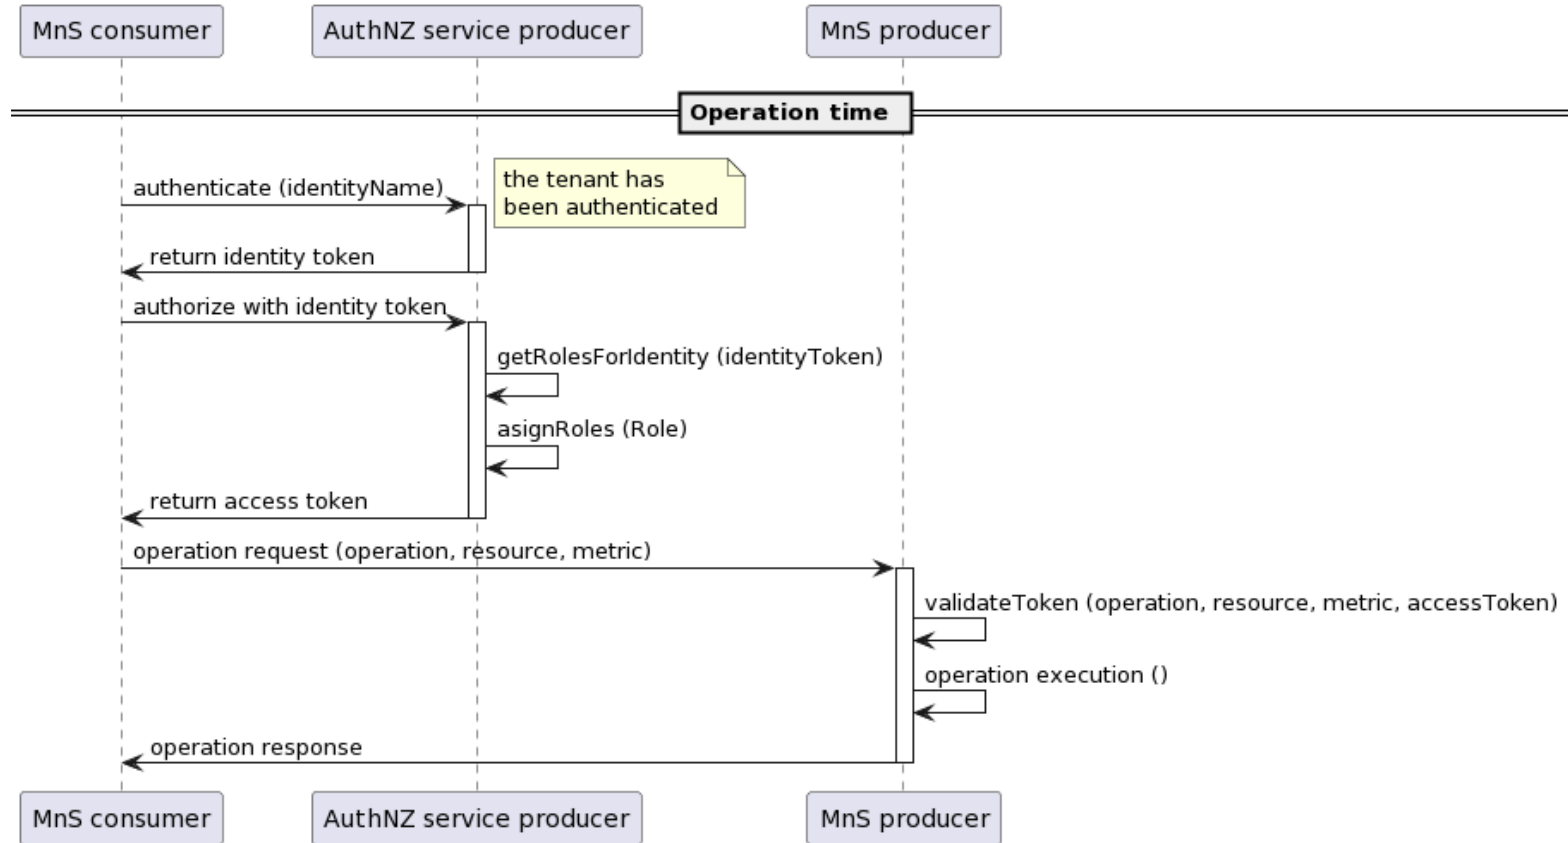 MnS consumer
AuthNZ service producer
MnS producer
Operation time
the tenant has
been authenticated
authenticate (identityName)
return identity token
authorize with identity token
getRolesForIdentity (identityToken)
asignRoles (Role)
return access token
operation request (operation, resource, metric)
validateToken (operation, resource, metric, accessToken)
operation execution ()
operation response
MnS consumer
AuthNZ service producer
MnS producer